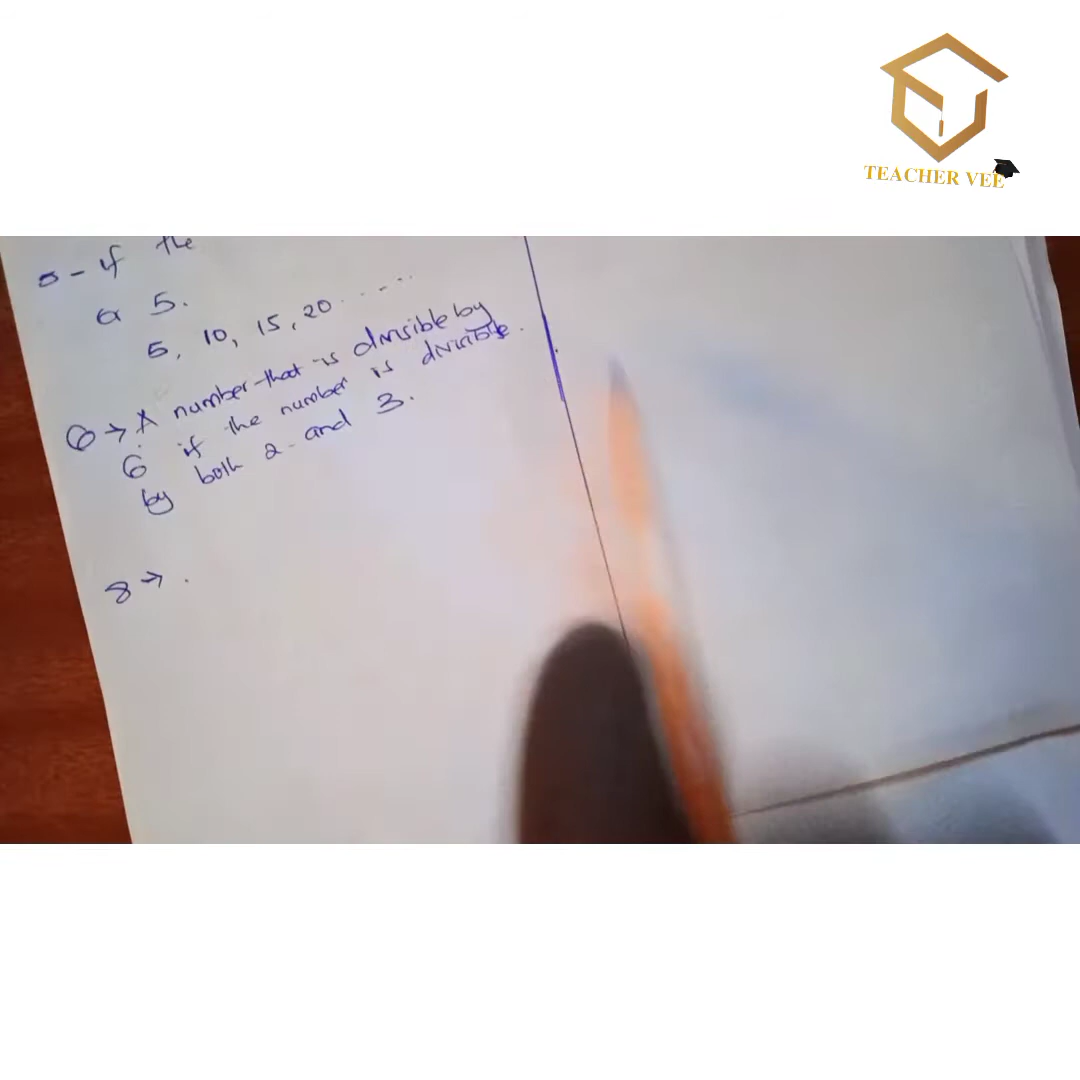 TEACHER VEE
5 - if the
a 5.
5, 10, 15, 20 ......
6 → A number that is divisible by
6 if the number is divisible.
by both 2 and 3.
8 → .